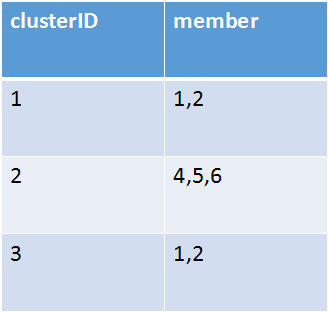 clusterID member
1 1,2
2 4,5,6
3 1,2